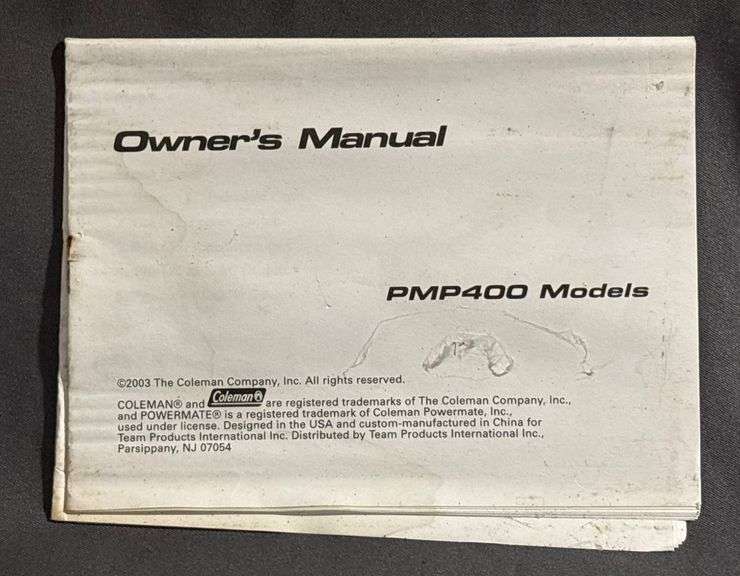 Owner's Manual
PMP400 Models
©2003 The Coleman Company, Inc. All rights reserved.
COLEMAN® and Coleman are registered trademarks of The Coleman Company, Inc.,
and POWERMATE® is a registered trademark of Coleman Powermate, Inc.,
used under license. Designed in the USA and custom-manufactured in China for
Team Products International Inc. Distributed by Team Products International Inc.,
Parsippany, NJ 07054